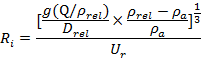 R_i = [ g(Q/ρ_rel) / D_rel × (ρ_rel − ρ_a) / ρ_a ]^(1/3) / U_r